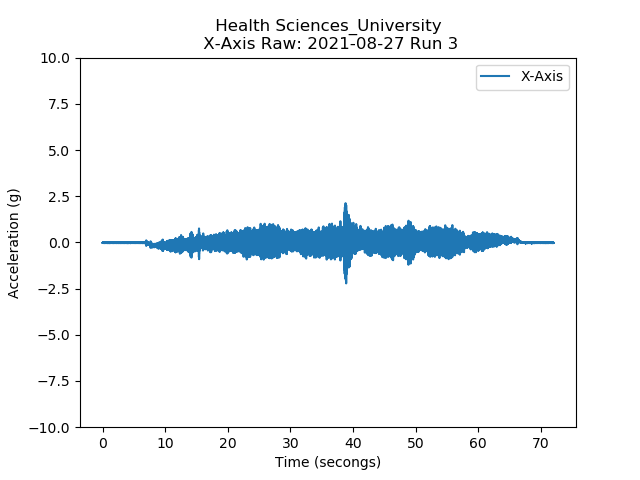 Health Sciences_University
X-Axis Raw: 2021-08-27 Run 3
X-Axis
10.0
7.5
5.0
2.5
0.0
−2.5
−5.0
−7.5
−10.0
Acceleration (g)
0 10 20 30 40 50 60 70
Time (secongs)